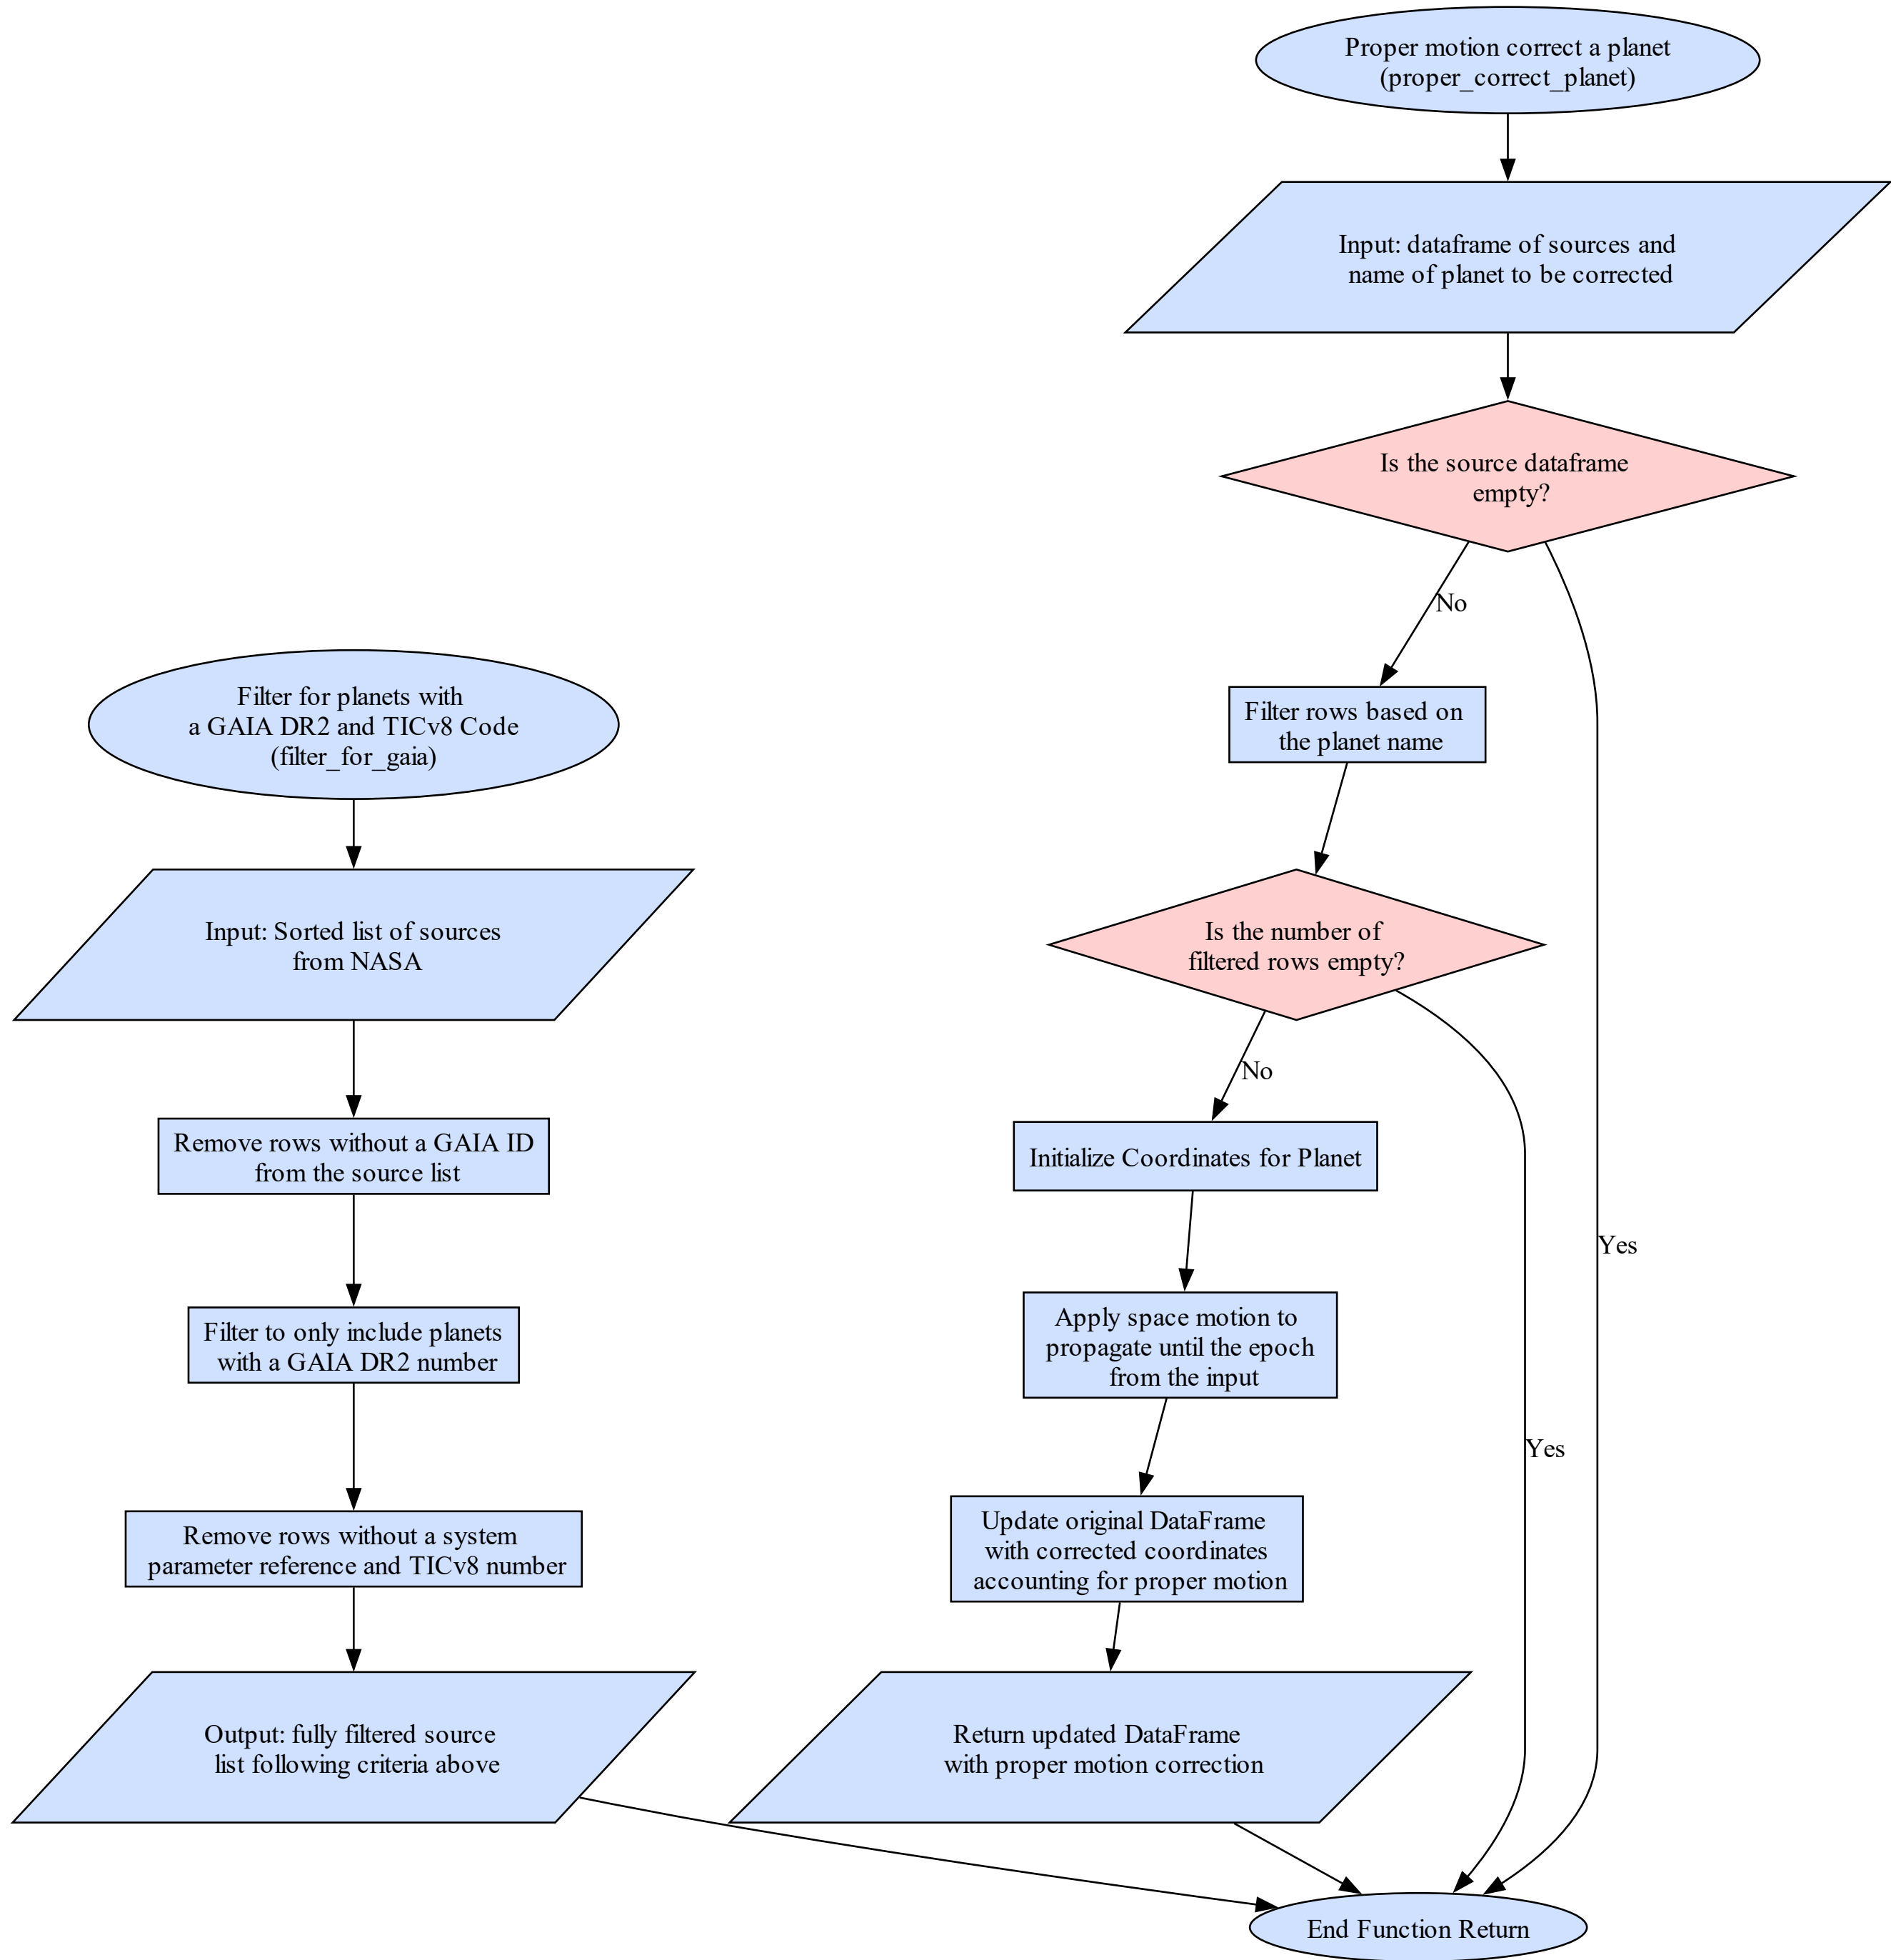 Proper motion correct a planet
(proper_correct_planet)
Input: dataframe of sources and
name of planet to be corrected
Is the source dataframe
empty?
No
Filter rows based on
the planet name
Is the number of
filtered rows empty?
No
Initialize Coordinates for Planet
Apply space motion to
propagate until the epoch
from the input
Update original DataFrame
with corrected coordinates
accounting for proper motion
Return updated DataFrame
with proper motion correction
Yes
Yes
Filter for planets with
a GAIA DR2 and TICv8 Code
(filter_for_gaia)
Input: Sorted list of sources
from NASA
Remove rows without a GAIA ID
from the source list
Filter to only include planets
with a GAIA DR2 number
Remove rows without a system
parameter reference and TICv8 number
Output: fully filtered source
list following criteria above
End Function Return